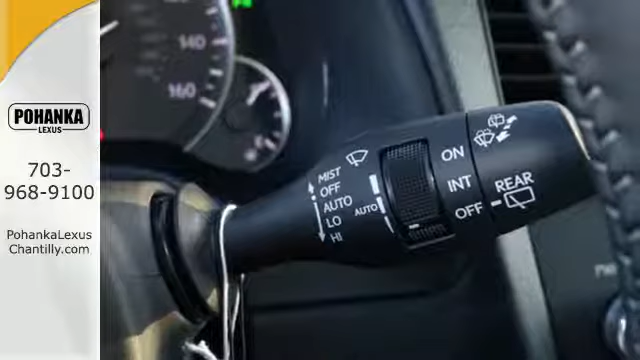 POHANKA
LEXUS
703-
968-9100
PohankaLexus
Chantilly.com
140
160
MIST
OFF
AUTO
LO
HI
AUTO
ON
INT
OFF
REAR